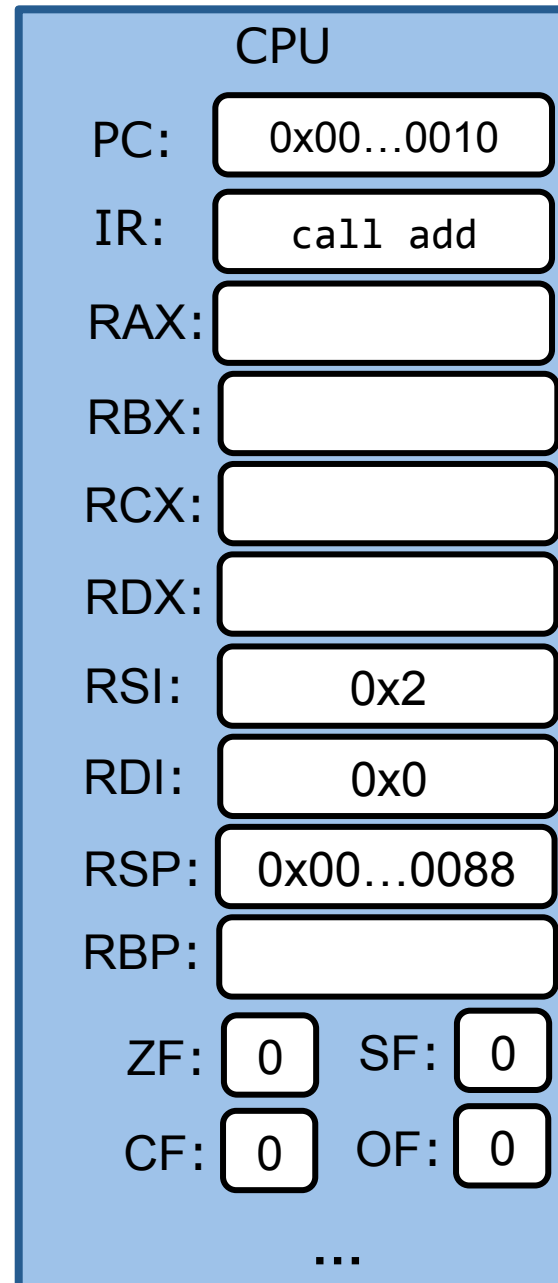 CPU
PC: 0x00...0010
IR: call add
RAX:
RBX:
RCX:
RDX:
RSI: 0x2
RDI: 0x0
RSP: 0x00...0088
RBP:
ZF: 0 SF: 0
CF: 0 OF: 0
...